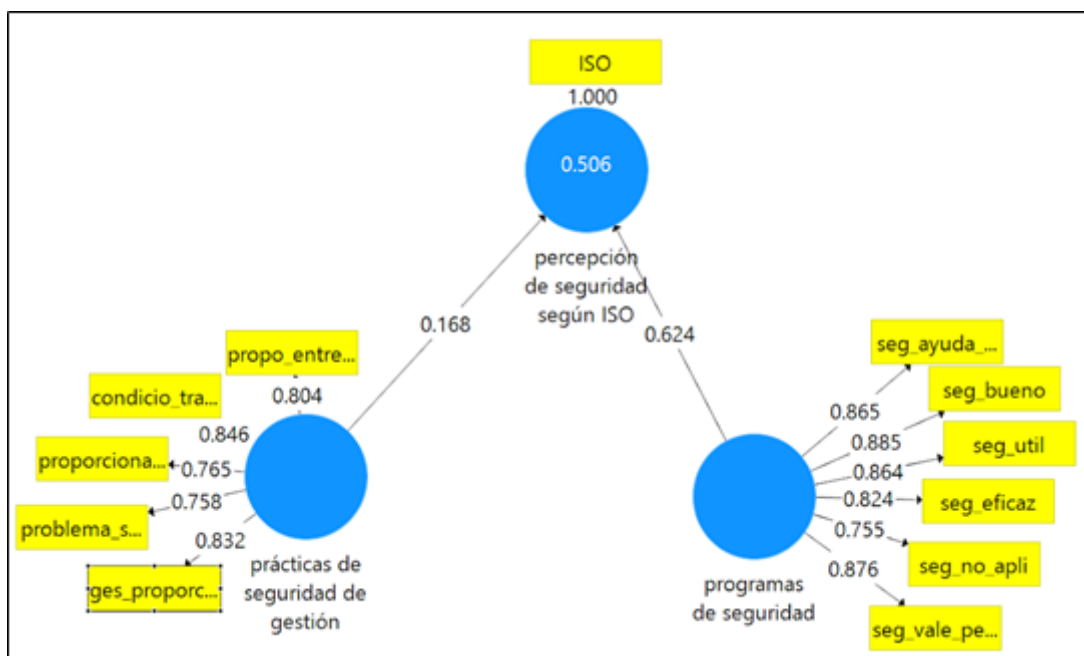 ISO
1.000
0.506
percepción
de seguridad
según ISO
0.168
0.624
propo_entre...
0.804
condicio_tra...
0.846
proporciona...
0.765
problema_s...
0.758
ges_proporc...
0.832
prácticas de
seguridad de
gestión
seg_ayuda_...
0.865
seg_bueno
0.885
seg_util
0.864
seg_eficaz
0.824
seg_no_apli
0.755
seg_vale_pe...
0.876
programas
de seguridad